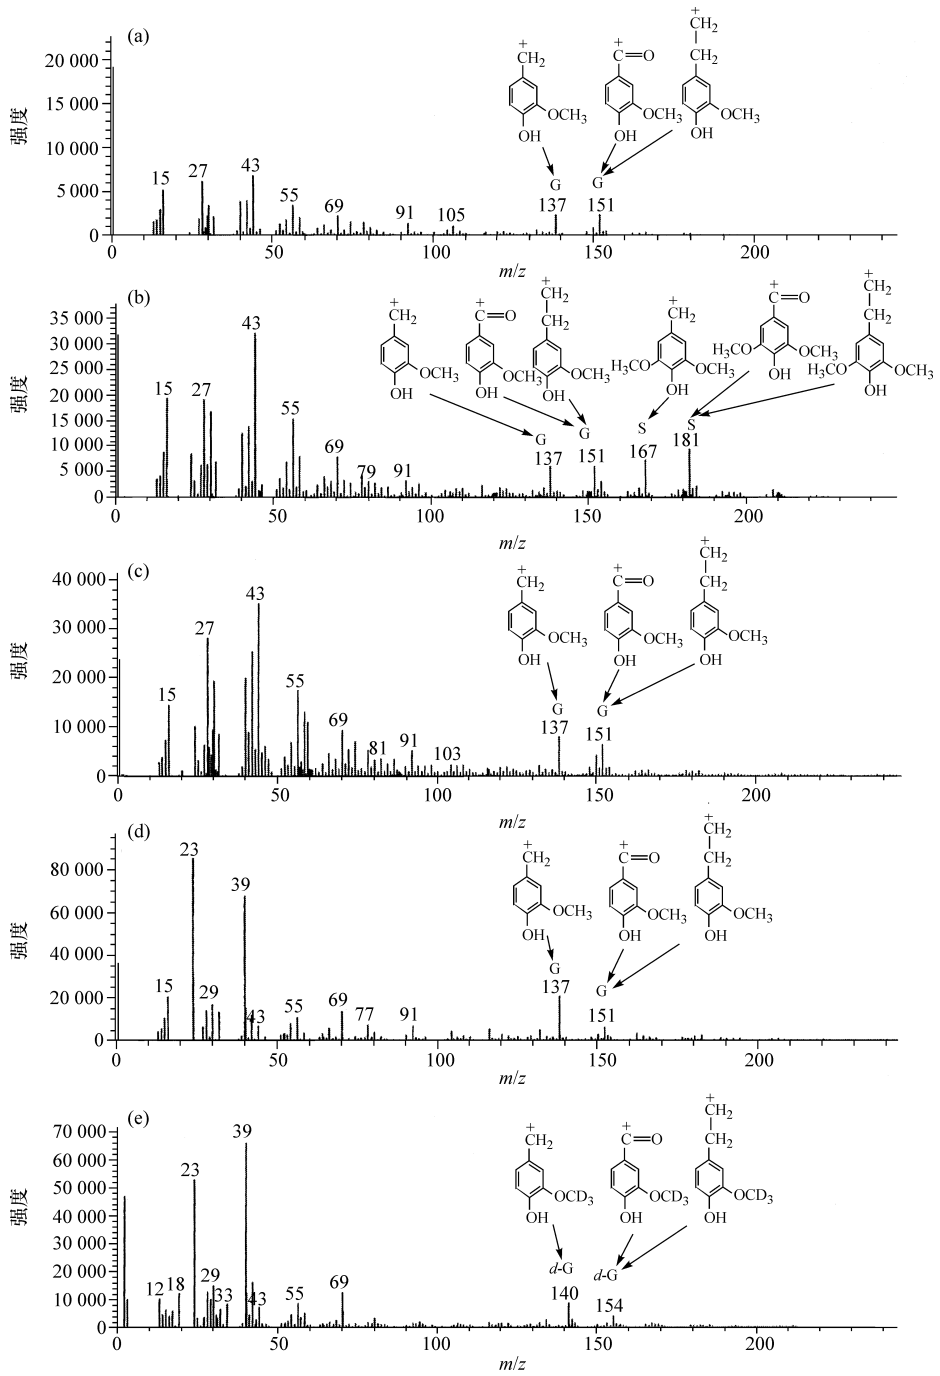 (a)
强度
20 000
15 000
10 000
5 000
0
15
27
43
55
69
91
105
G
137
G
151
+
CH2
OCH3
OH
+
C=O
OCH3
OH
+
CH2
CH2
OCH3
OH
0
50
100
150
200
m/z
(b)
强度
35 000
30 000
25 000
20 000
15 000
10 000
5 000
0
15
27
43
55
69
79
91
G
137
G
151
S
167
S
181
+
CH2
OCH3
OH
+
C=O
OCH3
OH
+
CH2
CH2
OCH3
OH
+
CH2
H3CO
OCH3
OH
+
C=O
H3CO
OCH3
OH
+
CH2
CH2
H3CO
OCH3
OH
0
50
100
150
200
m/z
(c)
强度
40 000
30 000
20 000
10 000
0
15
27
43
55
69
81
91
103
G
137
G
151
+
CH2
OCH3
OH
+
C=O
OCH3
OH
+
CH2
CH2
OCH3
OH
0
50
100
150
200
m/z
(d)
强度
80 000
60 000
40 000
20 000
0
15
23
29
39
43
55
69
77
91
G
137
G
151
+
CH2
OCH3
OH
+
C=O
OCH3
OH
+
CH2
CH2
OCH3
OH
0
50
100
150
200
m/z
(e)
强度
70 000
60 000
50 000
40 000
30 000
20 000
10 000
0
12
18
23
29
33
39
43
55
69
d-G
140
d-G
154
+
CH2
OCD3
OH
+
C=O
OCD3
OH
+
CH2
CH2
OCD3
OH
0
50
100
150
200
m/z